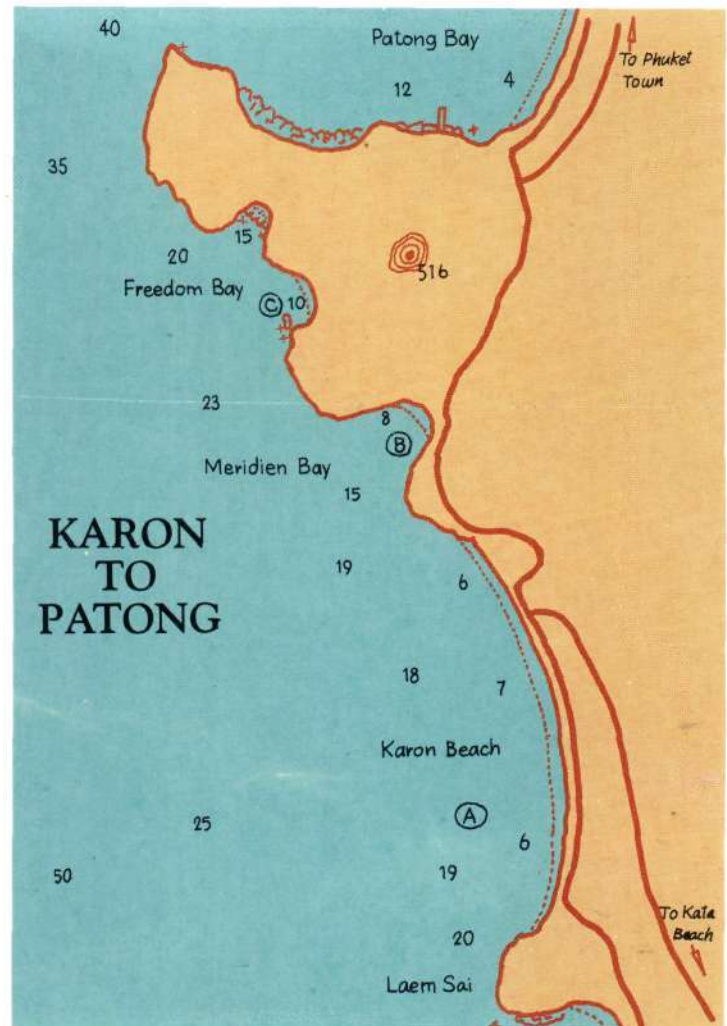 40
Patong Bay
To Phuket
Town
12
4
35
15
20
516
Freedom Bay
C
10
23
8
B
Meridien Bay
15
KARON
TO
PATONG
19
6
18
7
Karon Beach
A
25
6
19
50
To Kata
Beach
20
Laem Sai